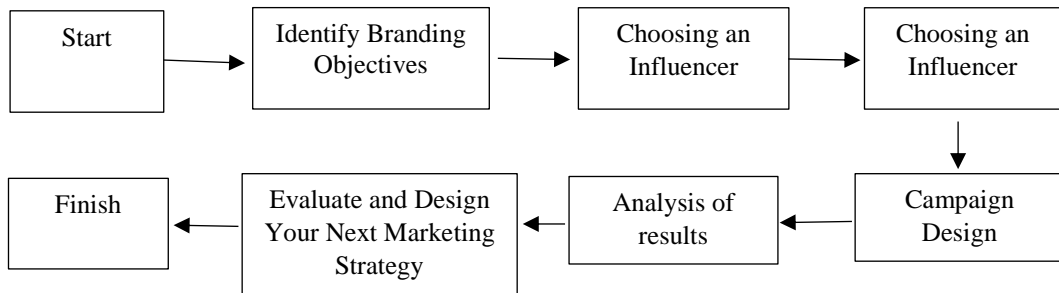 Start
Identify Branding
Objectives
Choosing an
Influencer
Choosing an
Influencer
Campaign
Design
Analysis of
results
Evaluate and Design
Your Next Marketing
Strategy
Finish